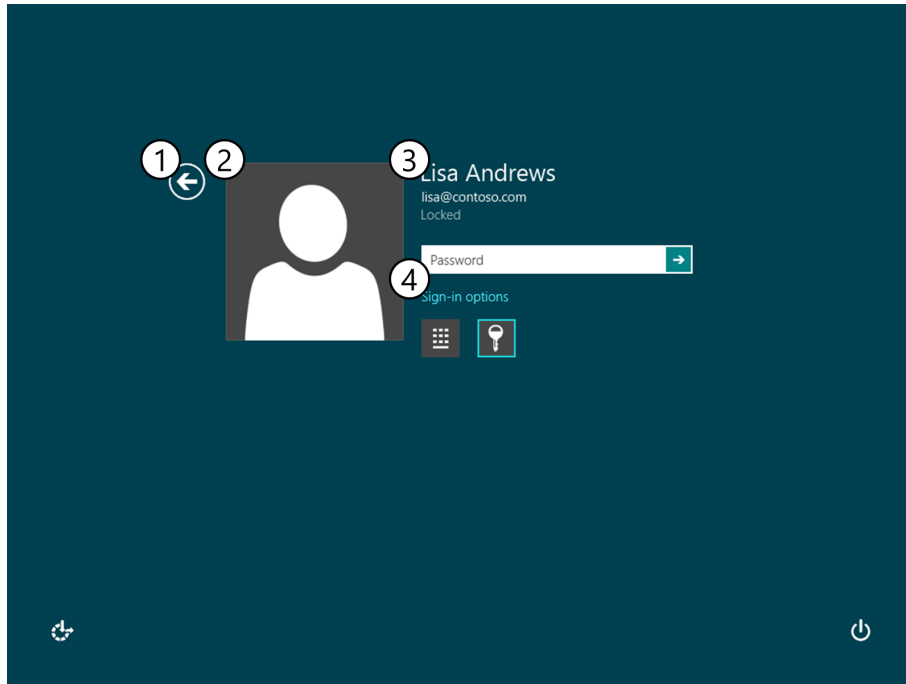 1
2
3
Lisa Andrews
lisa@contoso.com
Locked
Password
4
Sign-in options